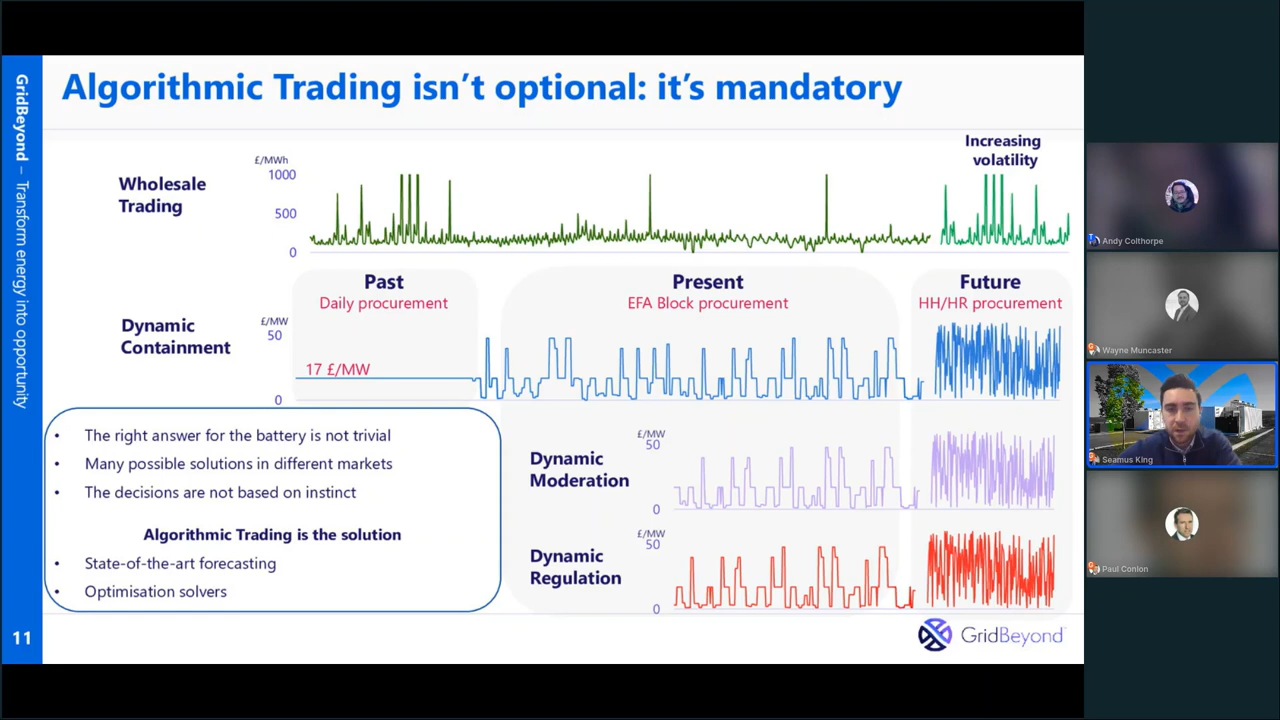 GridBeyond – Transform energy into opportunity
11
Algorithmic Trading isn't optional: it's mandatory
Wholesale
Trading
£/MWh
1000
500
0
Increasing
volatility
Past
Daily procurement
Present
EFA Block procurement
Future
HH/HR procurement
Dynamic
Containment
£/MW
50
0
17 £/MW
• The right answer for the battery is not trivial
• Many possible solutions in different markets
• The decisions are not based on instinct
Algorithmic Trading is the solution
• State-of-the-art forecasting
• Optimisation solvers
Dynamic
Moderation
£/MW
50
0
Dynamic
Regulation
£/MW
50
0
GridBeyond
Andy Colthorpe
Wayne Muncaster
Seamus King
Paul Conlon